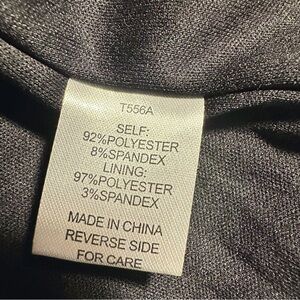 T556A
SELF:
92%POLYESTER
8%SPANDEX
LINING:
97%POLYESTER
3%SPANDEX
MADE IN CHINA
REVERSE SIDE
FOR CARE